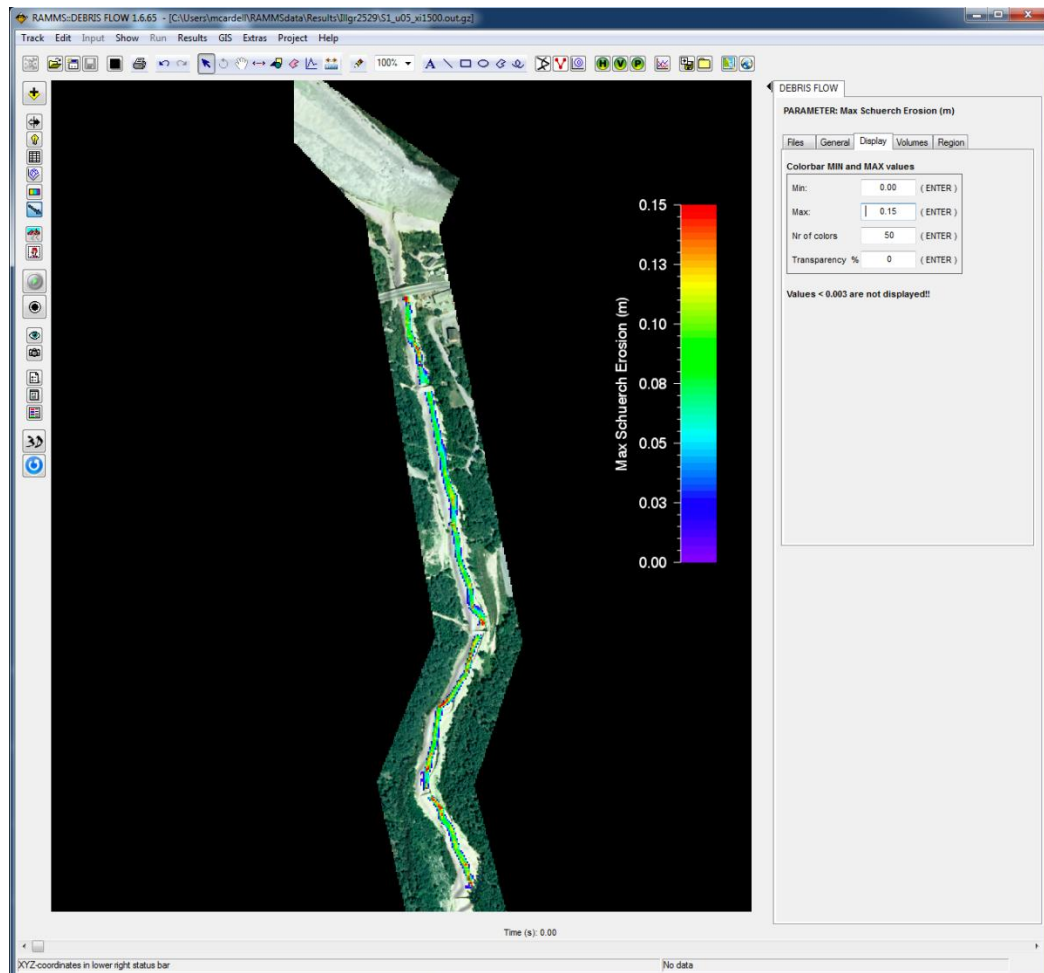 RAMMS::DEBRIS FLOW 1.6.65 - [C:\Users\mcardell\RAMMSdata\Results\Illgr2529\S1_u05_xi1500.out.gz]
Track Edit Input Show Run Results GIS Extras Project Help
100%
DEBRIS FLOW
PARAMETER: Max Schuerch Erosion (m)
Files General Display Volumes Region
Colorbar MIN and MAX values
Min: 0.00 ( ENTER )
Max: 0.15 ( ENTER )
Nr of colors 50 ( ENTER )
Transparency % 0 ( ENTER )
Values < 0.003 are not displayed!!
Max Schuerch Erosion (m)
0.15
0.13
0.10
0.08
0.05
0.03
0.00
3D
Time (s): 0.00
XYZ-coordinates in lower right status bar
No data